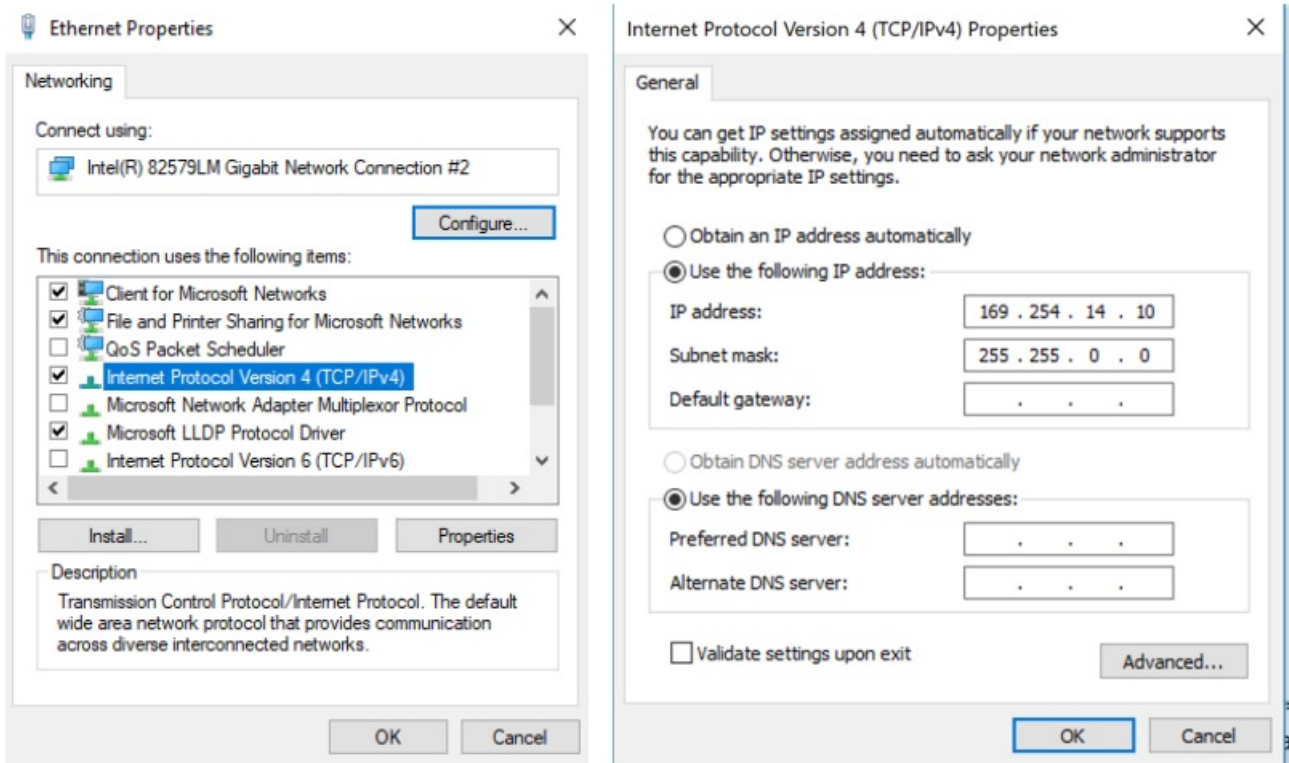 Ethernet Properties
Networking
Connect using:
Intel(R) 82579LM Gigabit Network Connection #2
Configure...
This connection uses the following items:
Client for Microsoft Networks
File and Printer Sharing for Microsoft Networks
QoS Packet Scheduler
Internet Protocol Version 4 (TCP/IPv4)
Microsoft Network Adapter Multiplexor Protocol
Microsoft LLDP Protocol Driver
Internet Protocol Version 6 (TCP/IPv6)
Install...
Uninstall
Properties
Description
Transmission Control Protocol/Internet Protocol. The default
wide area network protocol that provides communication
across diverse interconnected networks.
OK
Cancel
Internet Protocol Version 4 (TCP/IPv4) Properties
General
You can get IP settings assigned automatically if your network supports
this capability. Otherwise, you need to ask your network administrator
for the appropriate IP settings.
Obtain an IP address automatically
Use the following IP address:
IP address:
169 . 254 . 14 . 10
Subnet mask:
255 . 255 . 0 . 0
Default gateway:
. . .
Obtain DNS server address automatically
Use the following DNS server addresses:
Preferred DNS server:
. . .
Alternate DNS server:
. . .
Validate settings upon exit
Advanced...
OK
Cancel